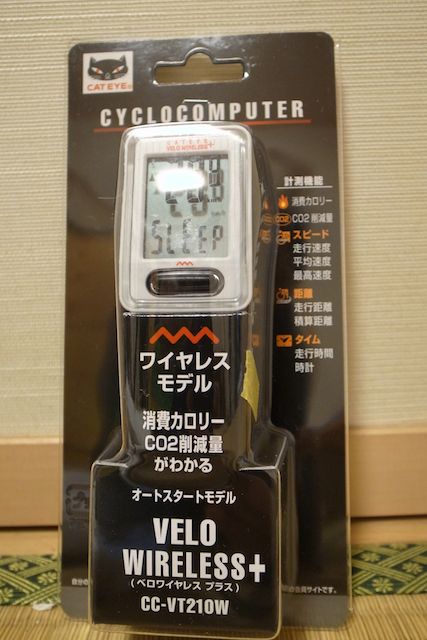 CAT EYE®
CYCLOCOMPUTER
CATEYE
VELO WIRELESS+
SLEEP
計測機能
消費カロリー
CO2 CO2削減量
スピード
走行速度
平均速度
最高速度
距離
走行距離
積算距離
タイム
走行時間
時計
ワイヤレス
モデル
消費カロリー
CO2削減量
がわかる
オートスタートモデル
VELO
WIRELESS+
(ベロワイヤレス プラス)
CC-VT210W